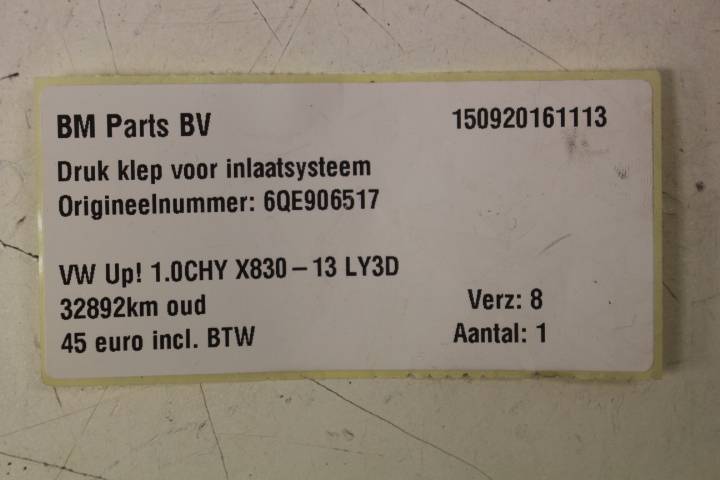 BM Parts BV 150920161113
Druk klep voor inlaatsysteem
Origineelnummer: 6QE906517
VW Up! 1.0CHY X830-13 LY3D
32892km oud Verz: 8
45 euro incl. BTW Aantal: 1